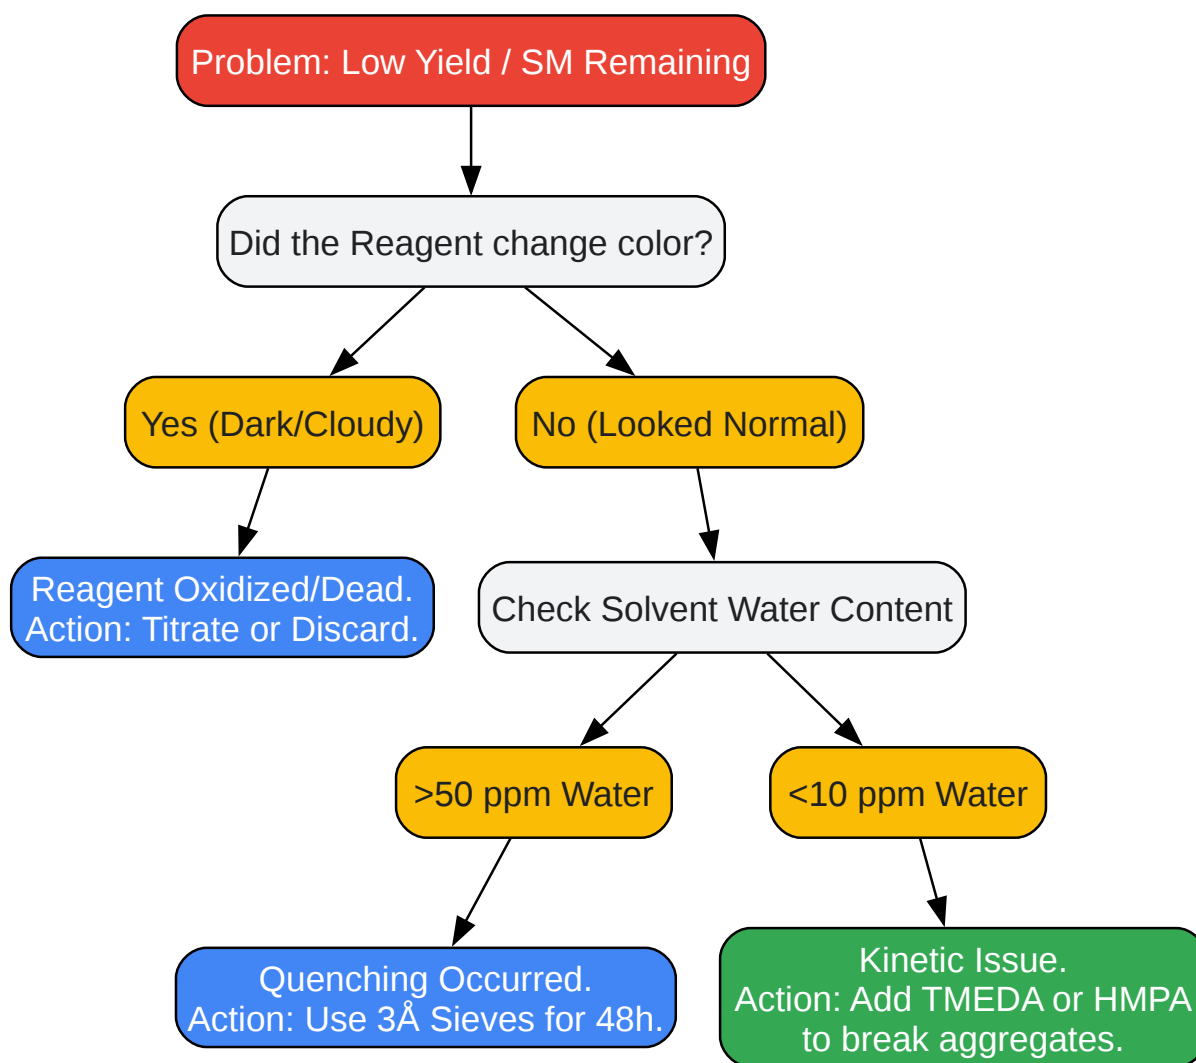 Problem: Low Yield / SM Remaining
Did the Reagent change color?
Yes (Dark/Cloudy)
No (Looked Normal)
Reagent Oxidized/Dead.
Action: Titrate or Discard.
Check Solvent Water Content
>50 ppm Water
<10 ppm Water
Quenching Occurred.
Action: Use 3Å Sieves for 48h.
Kinetic Issue.
Action: Add TMEDA or HMPA
to break aggregates.